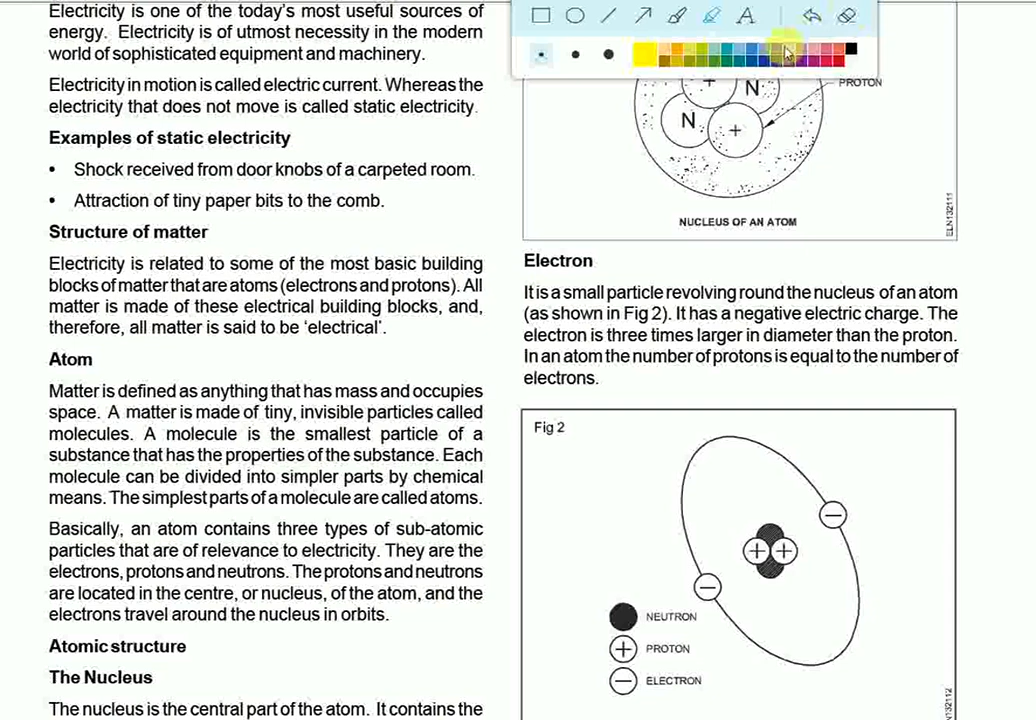 Electricity is one of the today's most useful sources of
energy. Electricity is of utmost necessity in the modern
world of sophisticated equipment and machinery.
Electricity in motion is called electric current. Whereas the
electricity that does not move is called static electricity.
Examples of static electricity
• Shock received from door knobs of a carpeted room.
• Attraction of tiny paper bits to the comb.
Structure of matter
Electricity is related to some of the most basic building
blocks of matter that are atoms (electrons and protons). All
matter is made of these electrical building blocks, and,
therefore, all matter is said to be 'electrical'.
Atom
Matter is defined as anything that has mass and occupies
space. A matter is made of tiny, invisible particles called
molecules. A molecule is the smallest particle of a
substance that has the properties of the substance. Each
molecule can be divided into simpler parts by chemical
means. The simplest parts of a molecule are called atoms.
Basically, an atom contains three types of sub-atomic
particles that are of relevance to electricity. They are the
electrons, protons and neutrons. The protons and neutrons
are located in the centre, or nucleus, of the atom, and the
electrons travel around the nucleus in orbits.
Atomic structure
The Nucleus
The nucleus is the central part of the atom. It contains the
A
PROTON
+ N
N +
NUCLEUS OF AN ATOM
ELN132111
Electron
It is a small particle revolving round the nucleus of an atom
(as shown in Fig 2). It has a negative electric charge. The
electron is three times larger in diameter than the proton.
In an atom the number of protons is equal to the number of
electrons.
Fig 2
−
+ +
−
NEUTRON
+ PROTON
− ELECTRON
N132112